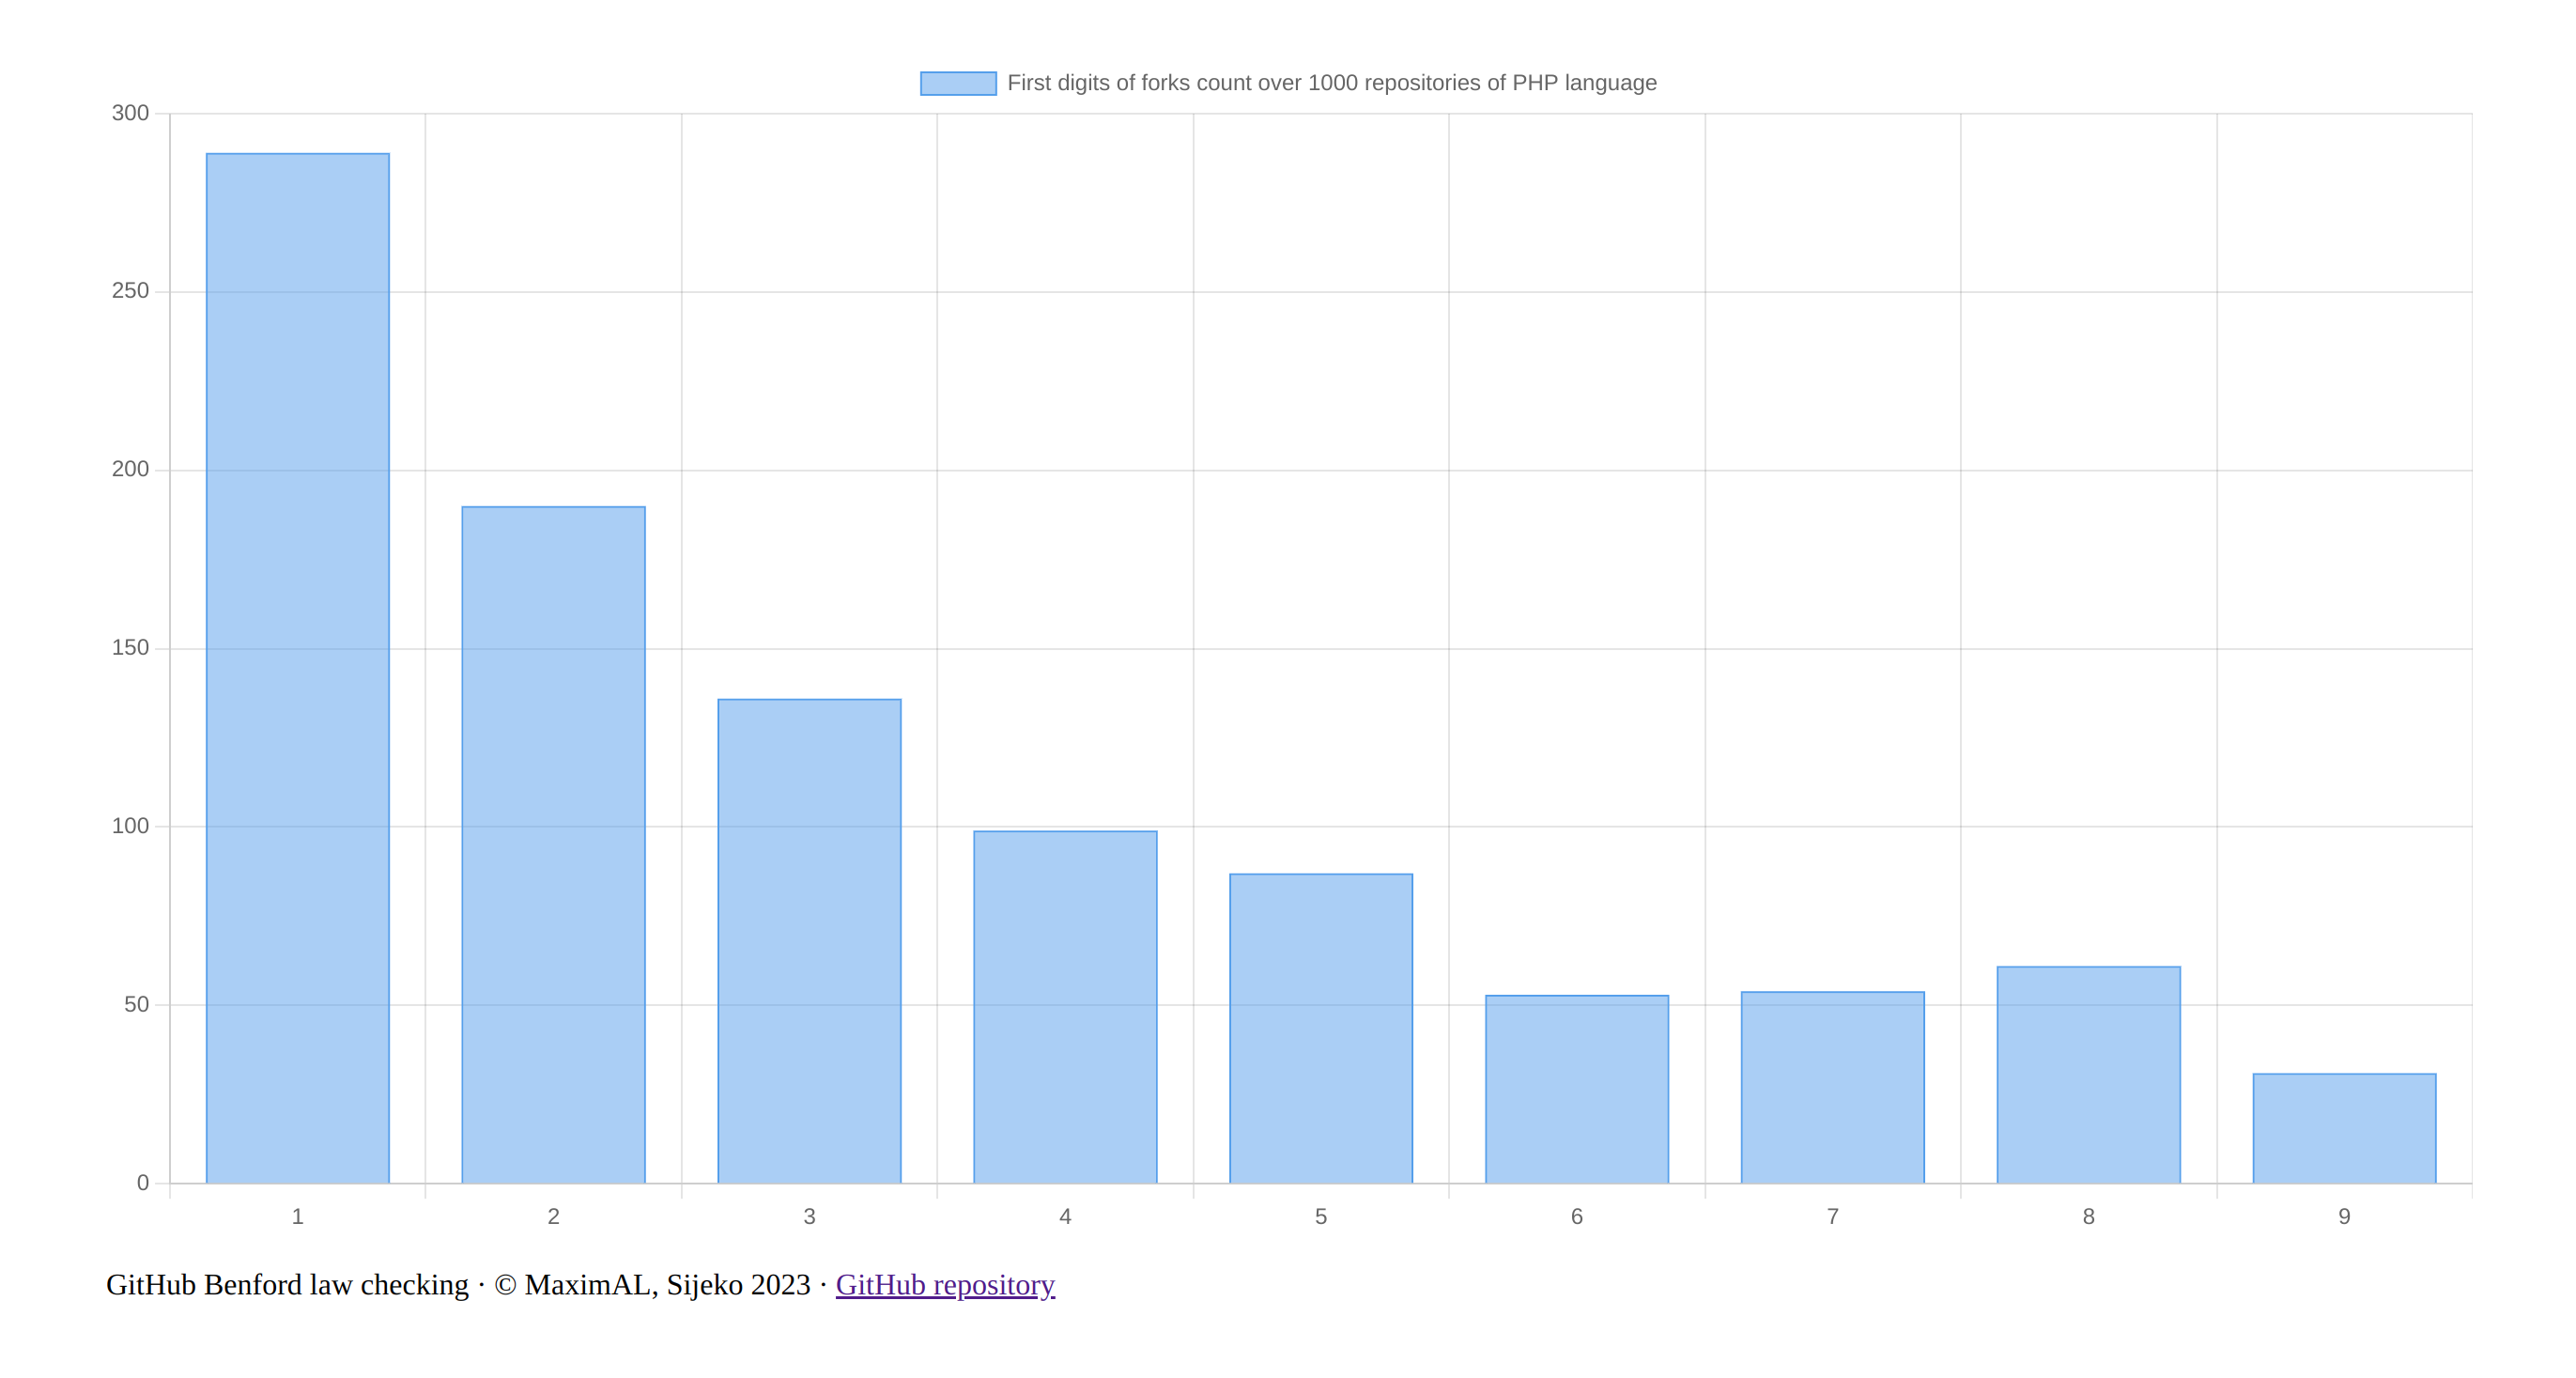 First digits of forks count over 1000 repositories of PHP language
300
250
200
150
100
50
0
1 2 3 4 5 6 7 8 9
GitHub Benford law checking · © MaximAL, Sijeko 2023 · GitHub repository